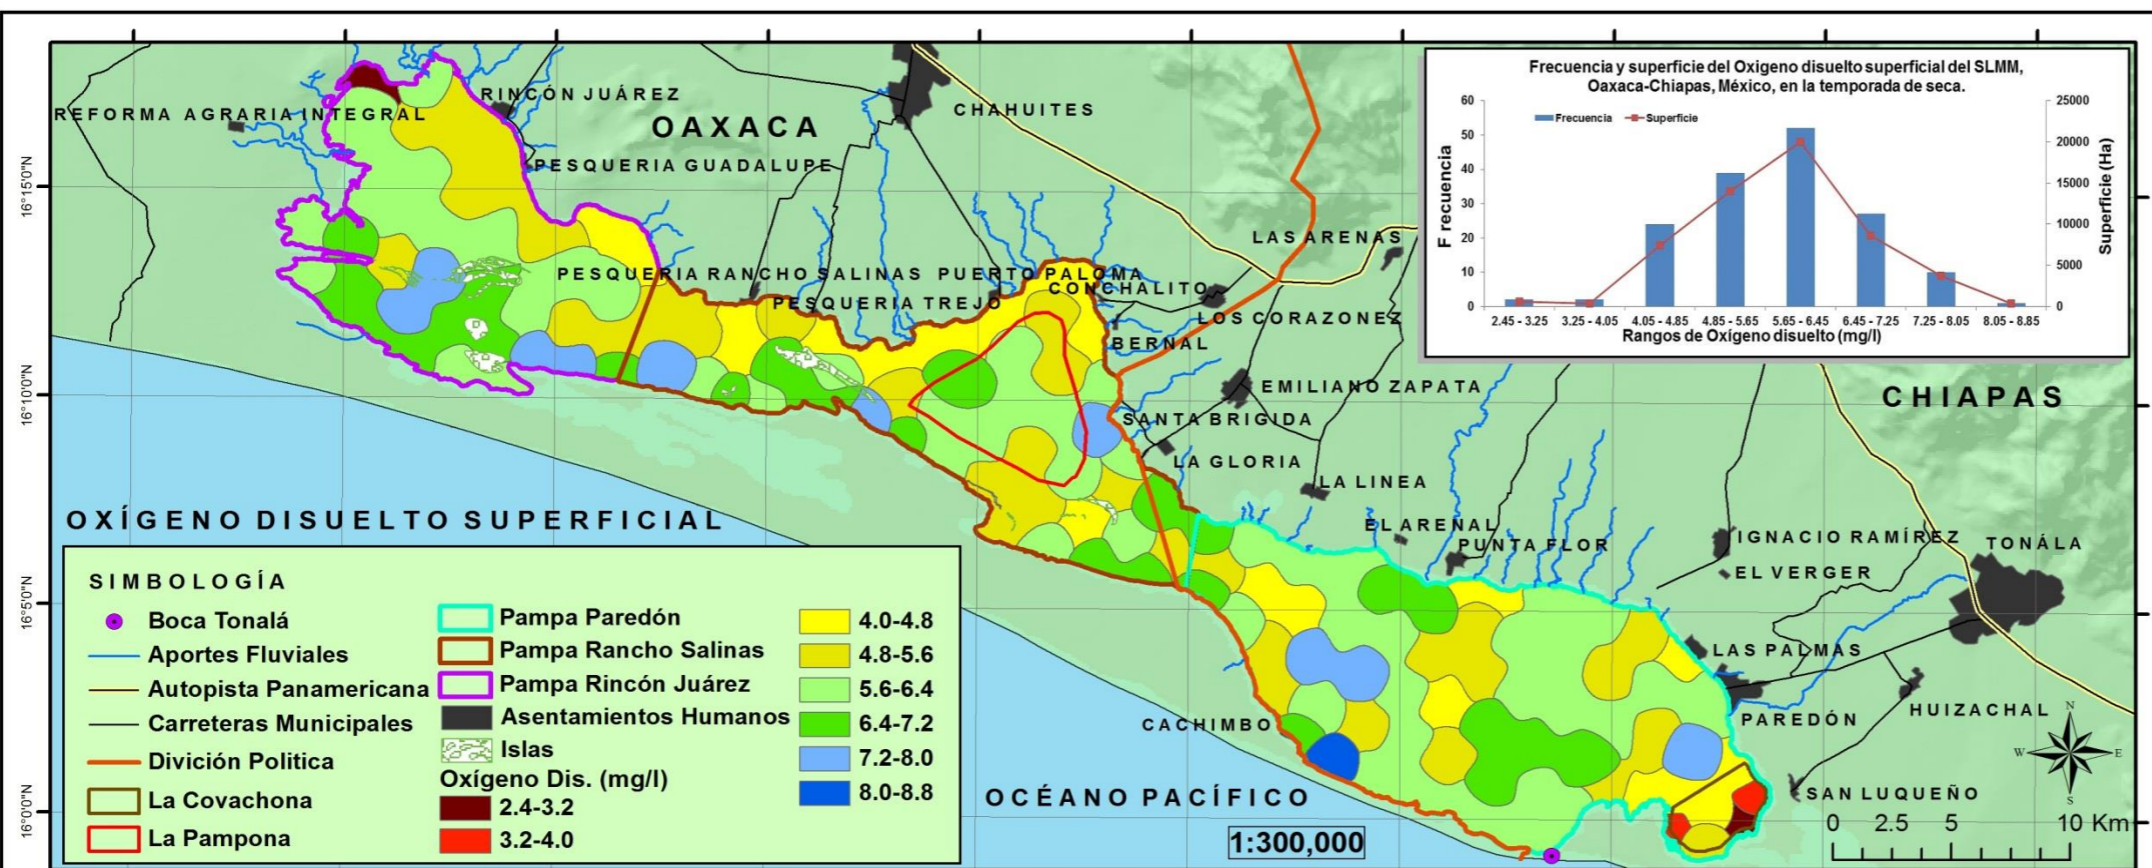 REFORMA AGRARIA INTEGRAL
RINCÓN JUÁREZ
OAXACA
CHAHUITES
PESQUERIA GUADALUPE
LAS ARENAS
PESQUERIA RANCHO SALINAS
PUERTO PALOMA
CONCHALITO
PESQUERIA TREJO
LOS CORAZONEZ
BERNAL
EMILIANO ZAPATA
SANTA BRIGIDA
LA GLORIA
LA LINEA
EL ARENAL
PUNTA FLOR
CHIAPAS
IGNACIO RAMÍREZ
TONÁLA
EL VERGER
LAS PALMAS
PAREDÓN
HUIZACHAL
CACHIMBO
SAN LUQUEÑO
OCÉANO PACÍFICO
1:300,000
N
W E
S
0 2.5 5 10 Km
16°15'0"N
16°10'0"N
16°5'0"N
16°0'0"N
Frecuencia y superficie del Oxigeno disuelto superficial del SLMM,
Oaxaca-Chiapas, México, en la temporada de seca.
Frecuencia Superficie
F recuencia
60
50
40
30
20
10
0
Superficie (Ha)
25000
20000
15000
10000
5000
0
2.45 - 3.25 3.25 - 4.05 4.05 - 4.85 4.85 - 5.65 5.65 - 6.45 6.45 - 7.25 7.25 - 8.05 8.05 - 8.85
Rangos de Oxígeno disuelto (mg/l)
OXÍGENO DISUELTO SUPERFICIAL
SIMBOLOGÍA
Boca Tonalá
Aportes Fluviales
Autopista Panamericana
Carreteras Municipales
División Politica
La Covachona
La Pampona
Pampa Paredón
Pampa Rancho Salinas
Pampa Rincón Juárez
Asentamientos Humanos
Islas
Oxígeno Dis. (mg/l)
2.4-3.2
3.2-4.0
4.0-4.8
4.8-5.6
5.6-6.4
6.4-7.2
7.2-8.0
8.0-8.8